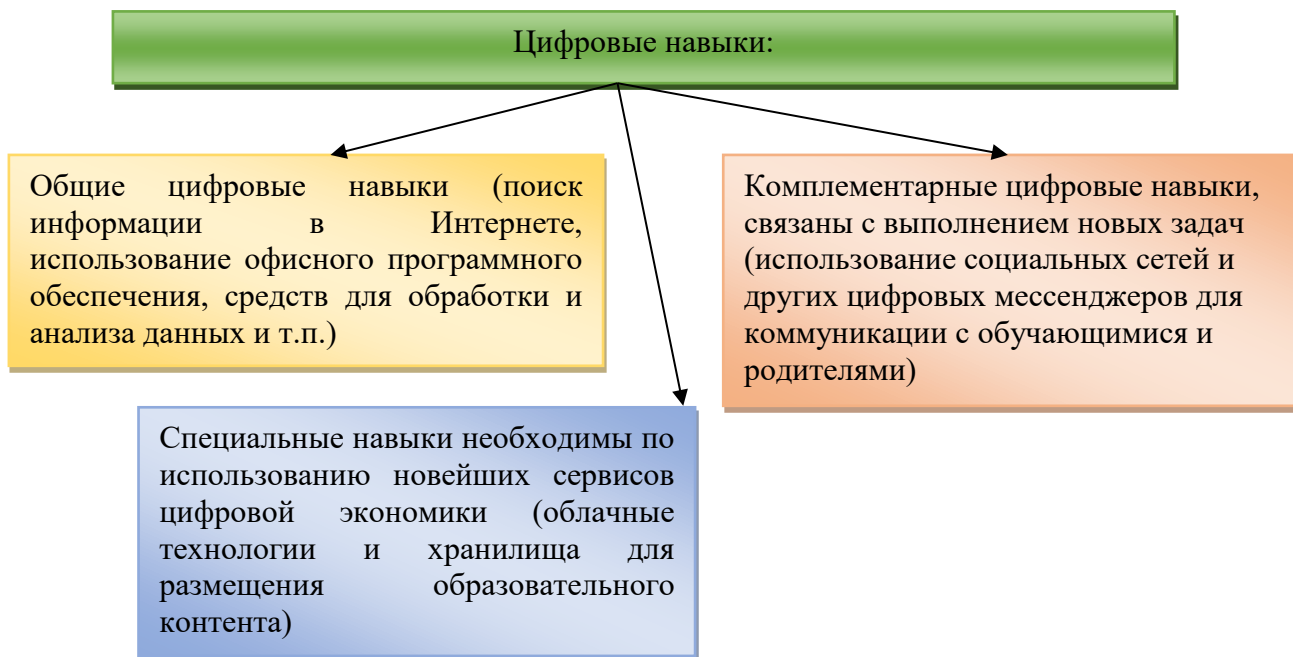 Цифровые навыки:
Общие цифровые навыки (поиск
информации в Интернете,
использование офисного программного
обеспечения, средств для обработки и
анализа данных и т.п.)
Комплементарные цифровые навыки,
связаны с выполнением новых задач
(использование социальных сетей и
других цифровых мессенджеров для
коммуникации с обучающимися и
родителями)
Специальные навыки необходимы по
использованию новейших сервисов
цифровой экономики (облачные
технологии и хранилища для
размещения образовательного
контента)